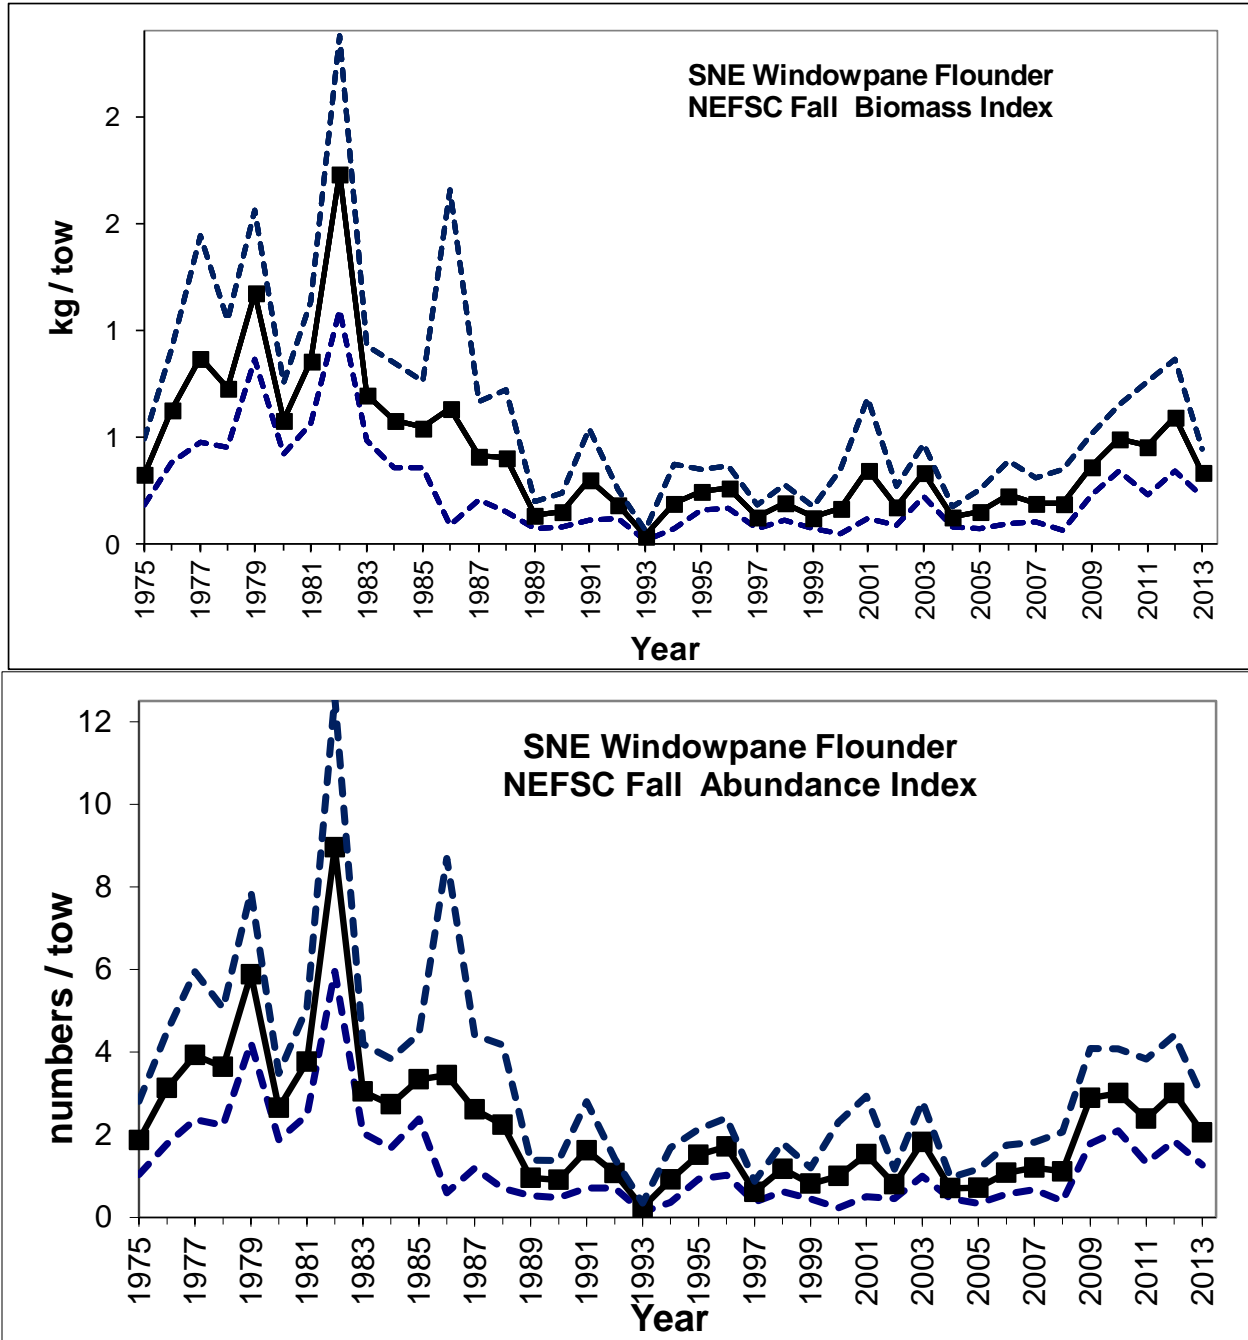 SNE Windowpane Flounder
NEFSC Fall Biomass Index
kg / tow
2
2
1
1
0
1975 1977 1979 1981 1983 1985 1987 1989 1991 1993 1995 1997 1999 2001 2003 2005 2007 2009 2011 2013
Year
SNE Windowpane Flounder
NEFSC Fall Abundance Index
numbers / tow
12
10
8
6
4
2
0
1975 1977 1979 1981 1983 1985 1987 1989 1991 1993 1995 1997 1999 2001 2003 2005 2007 2009 2011 2013
Year